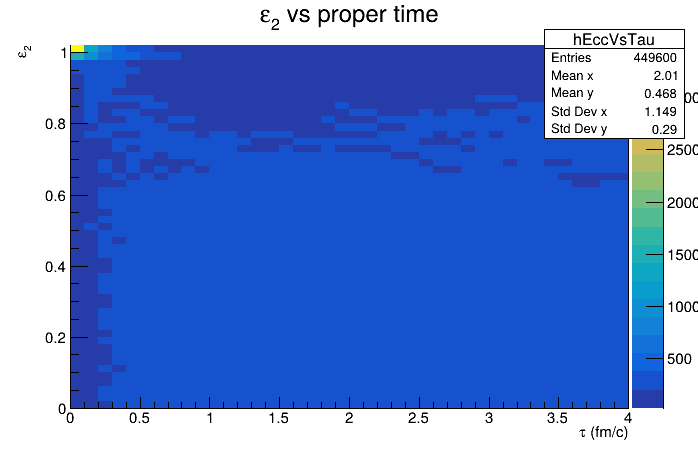 ε2 vs proper time
hEccVsTau
Entries 449600
Mean x 2.01
Mean y 0.468
Std Dev x 1.149
Std Dev y 0.29
ε2
1
0.8
0.6
0.4
0.2
0
0 0.5 1 1.5 2 2.5 3 3.5 4
τ (fm/c)
2500
2000
1500
1000
500